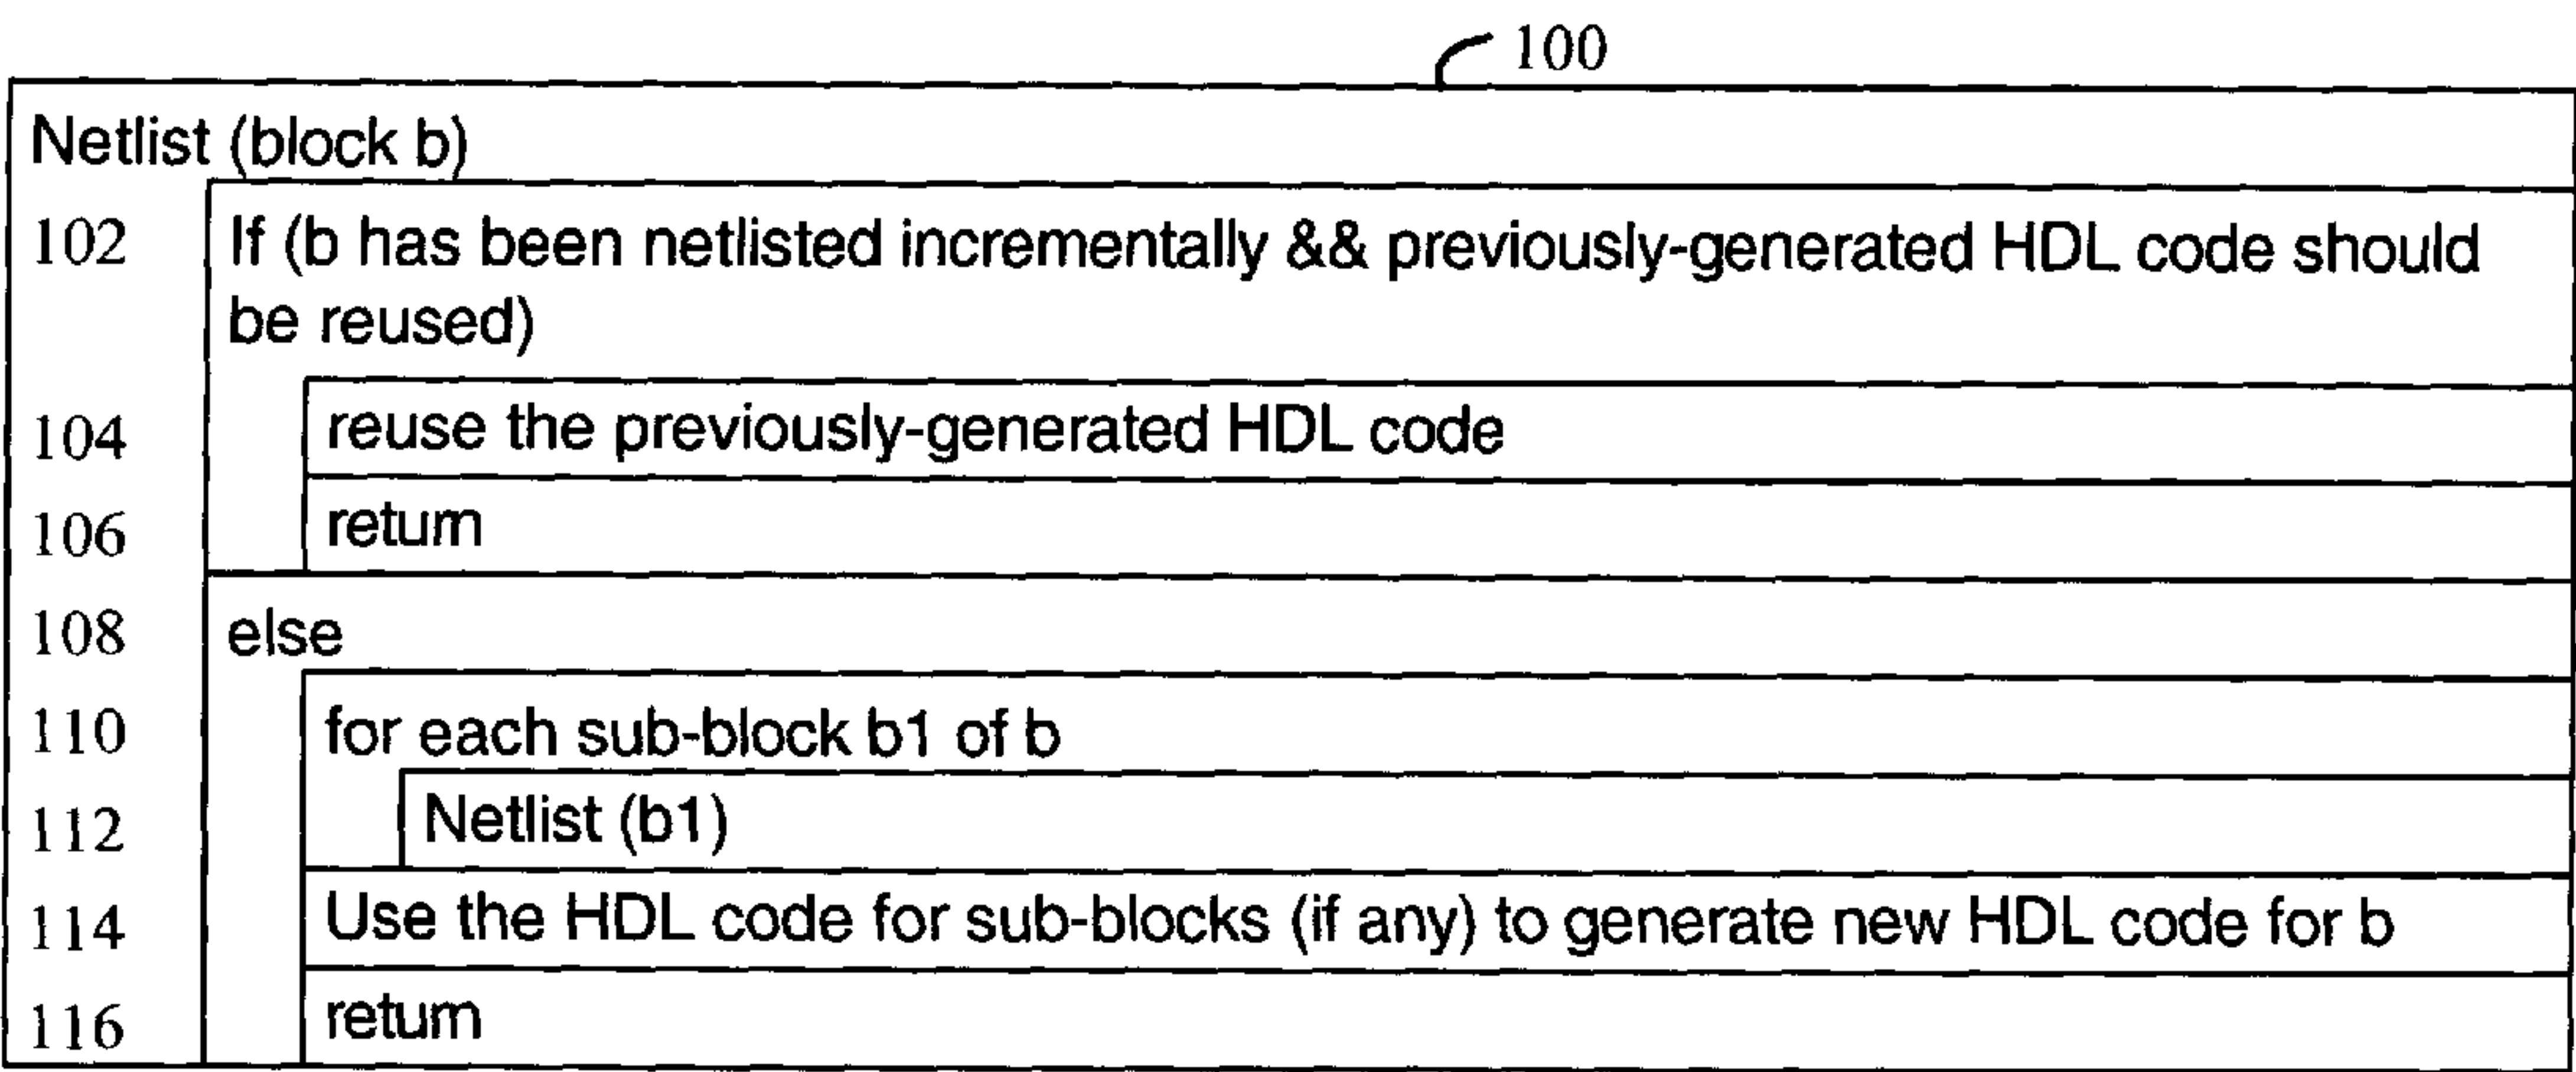 100
Netlist (block b)
102 If (b has been netlisted incrementally && previously-generated HDL code should
be reused)
104 reuse the previously-generated HDL code
106 return
108 else
110 for each sub-block b1 of b
112 Netlist (b1)
114 Use the HDL code for sub-blocks (if any) to generate new HDL code for b
116 return